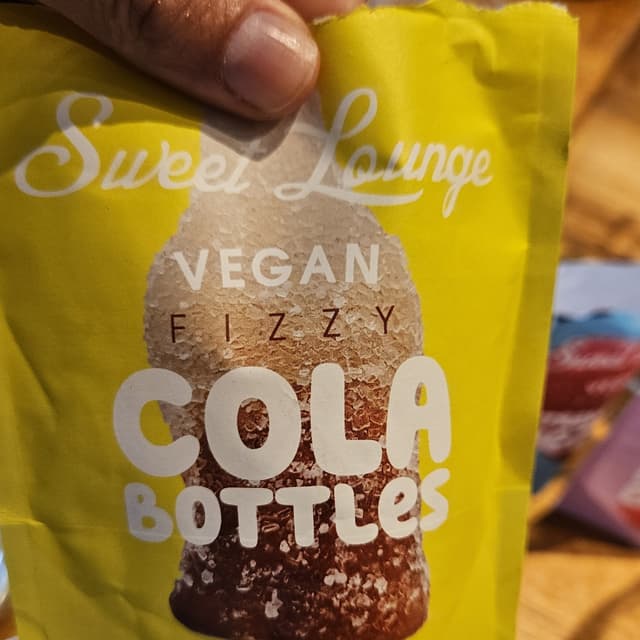 Sweet Lounge
VEGAN
FIZZY
COLA
BOTTLES